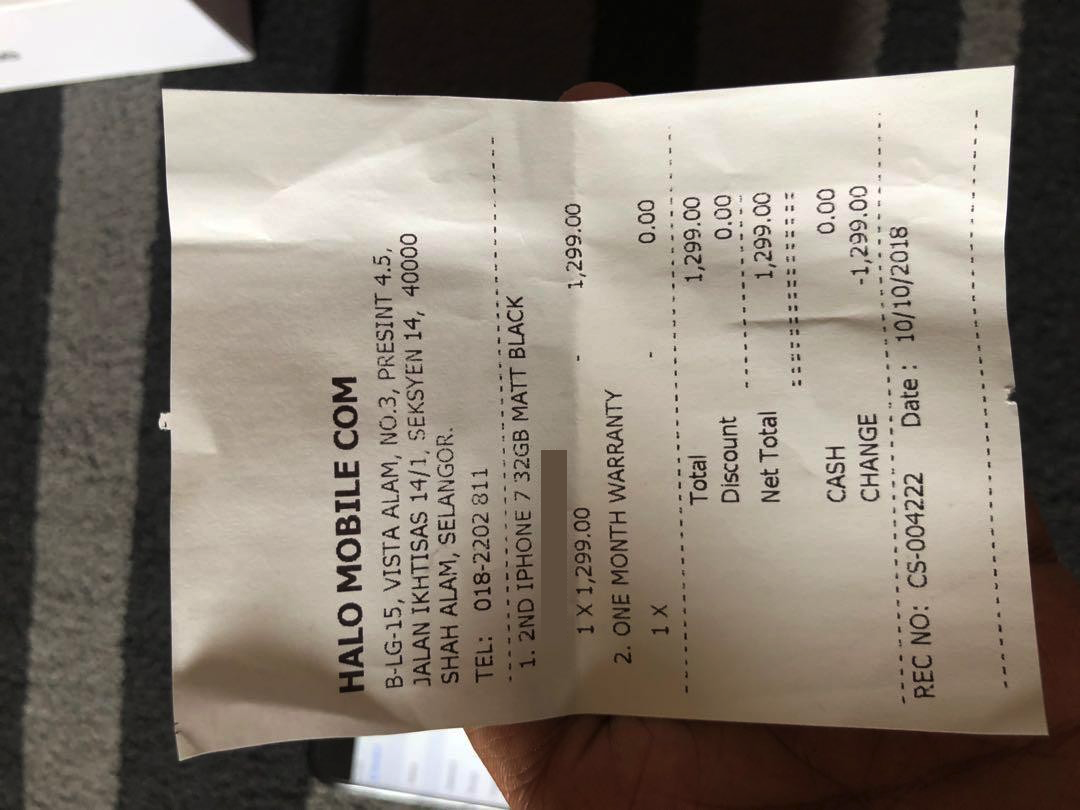 HALO MOBILE COM
B-LG-15, VISTA ALAM, NO.3, PRESINT 4.5,
JALAN IKHTISAS 14/1, SEKSYEN 14, 40000
SHAH ALAM, SELANGOR.
TEL: 018-2202 811
1. 2ND IPHONE 7 32GB MATT BLACK
1 X 1,299.00 - 1,299.00
2. ONE MONTH WARRANTY
1 X - 0.00
Total 1,299.00
Discount 0.00
Net Total 1,299.00
CASH 0.00
CHANGE -1,299.00
REC NO: CS-004222 Date : 10/10/2018